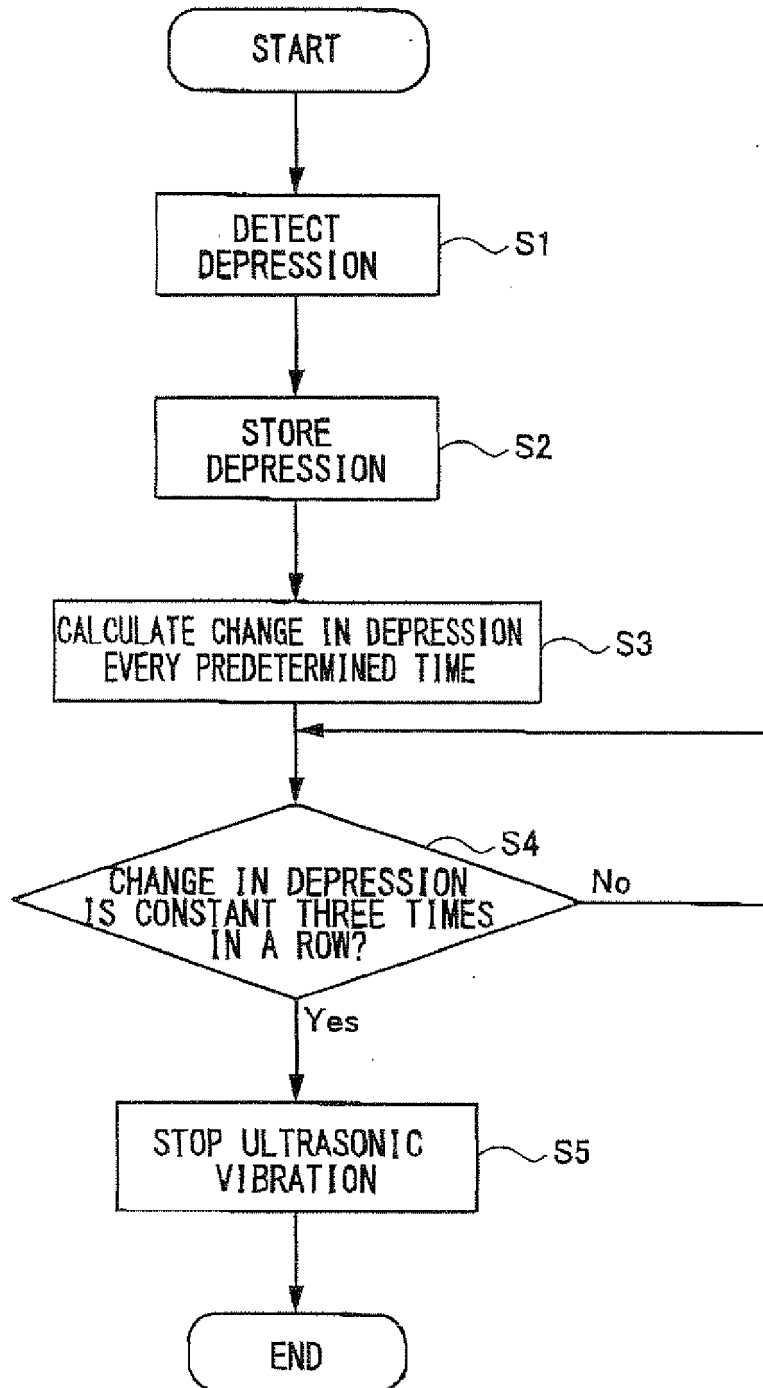 START
DETECT
DEPRESSION
S1
STORE
DEPRESSION
S2
CALCULATE CHANGE IN DEPRESSION
EVERY PREDETERMINED TIME
S3
S4
CHANGE IN DEPRESSION
IS CONSTANT THREE TIMES
IN A ROW?
No
Yes
STOP ULTRASONIC
VIBRATION
S5
END